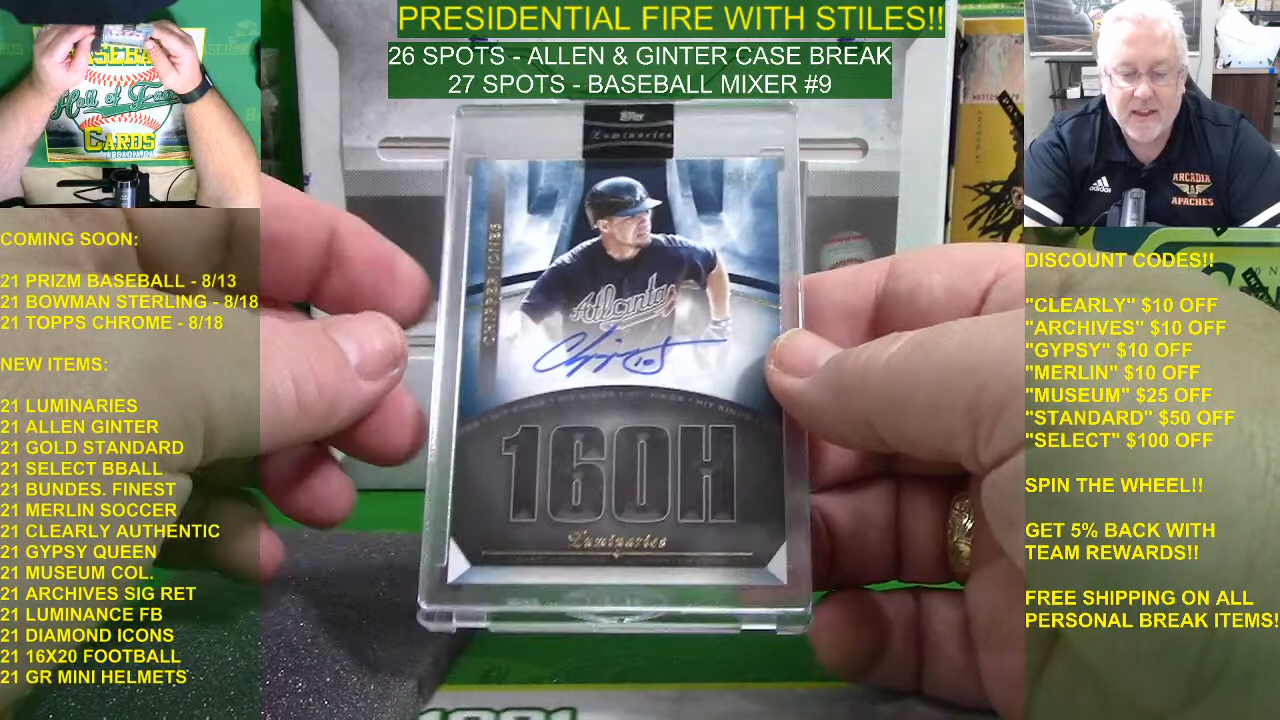 PRESIDENTIAL FIRE WITH STILES!!
26 SPOTS - ALLEN & GINTER CASE BREAK
27 SPOTS - BASEBALL MIXER #9
BASEBALL
Hall of Fame
CARDS
COMING SOON:
21 PRIZM BASEBALL - 8/13
21 BOWMAN STERLING - 8/18
21 TOPPS CHROME - 8/18
NEW ITEMS:
21 LUMINARIES
21 ALLEN GINTER
21 GOLD STANDARD
21 SELECT BBALL
21 BUNDES. FINEST
21 MERLIN SOCCER
21 CLEARLY AUTHENTIC
21 GYPSY QUEEN
21 MUSEUM COL.
21 ARCHIVES SIG RET
21 LUMINANCE FB
21 DIAMOND ICONS
21 16X20 FOOTBALL
21 GR MINI HELMETS
Topps
Luminaries
CHIPPER JONES
Atlanta
HIT KINGS
160H
Luminaries
adidas
ARCADIA
APACHES
DISCOUNT CODES!!
"CLEARLY" $10 OFF
"ARCHIVES" $10 OFF
"GYPSY" $10 OFF
"MERLIN" $10 OFF
"MUSEUM" $25 OFF
"STANDARD" $50 OFF
"SELECT" $100 OFF
SPIN THE WHEEL!!
GET 5% BACK WITH
TEAM REWARDS!!
FREE SHIPPING ON ALL
PERSONAL BREAK ITEMS!